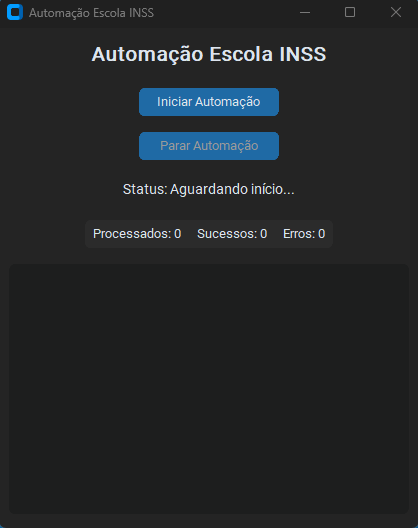 Automação Escola INSS
Automação Escola INSS
Iniciar Automação
Parar Automação
Status: Aguardando início...
Processados: 0 Sucessos: 0 Erros: 0